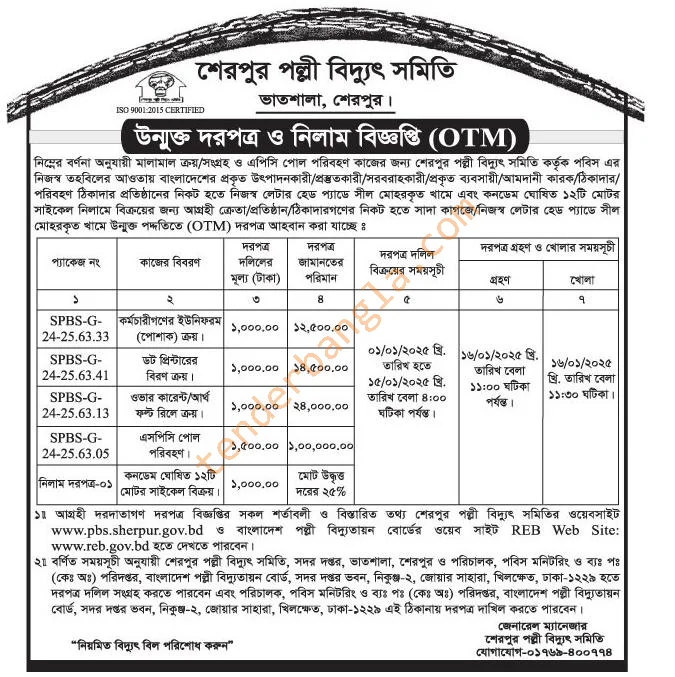 শেরপুর পল্লী বিদ্যুৎ সমিতি
ভাতশালা, শেরপুর।
ISO 9001:2015 CERTIFIED
উন্মুক্ত দরপত্র ও নিলাম বিজ্ঞপ্তি (OTM)
নিম্নের বর্ণনা অনুযায়ী মালামাল ক্রয়/সংগ্রহ ও এপিসি পোল পরিবহণ কাজের জন্য শেরপুর পল্লী বিদ্যুৎ সমিতি কর্তৃক পবিস এর
নিজস্ব তহবিলের আওতায় বাংলাদেশের প্রকৃত উৎপাদনকারী/প্রস্তুতকারী/সরবরাহকারী/প্রকৃত ব্যবসায়ী/আমদানী কারক/ঠিকাদার/
পরিবহণ ঠিকাদার প্রতিষ্ঠানের নিকট হতে নিজস্ব লেটার হেড প্যাডে সীল মোহরকৃত খামে এবং কনডেম ঘোষিত ১২টি মোটর
সাইকেল নিলামে বিক্রয়ের জন্য আগ্রহী ক্রেতা/প্রতিষ্ঠান/ঠিকাদারগণের নিকট হতে সাদা কাগজে/নিজস্ব লেটার হেড প্যাডে সীল
মোহরকৃত খামে উন্মুক্ত পদ্ধতিতে (OTM) দরপত্র আহবান করা যাচ্ছে ঃ
প্যাকেজ নং কাজের বিবরণ দরপত্র দলিলের মূল্য (টাকা) দরপত্র জামানতের পরিমান দরপত্র দলিল বিক্রয়ের সময়সূচী দরপত্র গ্রহণ ও খোলার সময়সূচী
গ্রহণ খোলা
১ ২ ৩ ৪ ৫ ৬ ৭
SPBS-G-24-25.63.33 কর্মচারীগণের ইউনিফরম (পোশাক) ক্রয়। ১,০০০.০০ ১২,৫০০.০০
০১/০১/২০২৫ খ্রি. তারিখ হতে ১৫/০১/২০২৫ খ্রি. তারিখ বেলা ৪:০০ ঘটিকা পর্যন্ত।
১৬/০১/২০২৫ খ্রি. তারিখ বেলা ১১:০০ ঘটিকা পর্যন্ত।
১৬/০১/২০২৫ খ্রি. তারিখ বেলা ১১:৩০ ঘটিকা।
SPBS-G-24-25.63.41 ডট প্রিন্টারের বিরণ ক্রয়। ১,০০০.০০ ১৪,৫০০.০০
SPBS-G-24-25.63.13 ওভার কারেন্ট/আর্থ ফল্ট রিলে ক্রয়। ১,০০০.০০ ২৪,০০০.০০
SPBS-G-24-25.63.05 এসপিসি পোল পরিবহণ। ১,৫০০.০০ ১,০০,০০০.০০
নিলাম দরপত্র-০১ কনডেম ঘোষিত ১২টি মোটর সাইকেল বিক্রয়। ১,০০০.০০ মোট উদ্ধৃত্ত দরের ২৫%
১॥ আগ্রহী দরদাতাগণ দরপত্র বিজ্ঞপ্তির সকল শর্তাবলী ও বিস্তারিত তথ্য শেরপুর পল্লী বিদ্যুৎ সমিতির ওয়েবসাইট
www.pbs.sherpur.gov.bd ও বাংলাদেশ পল্লী বিদ্যুতায়ন বোর্ডের ওয়েব সাইট REB Web Site:
www.reb.gov.bd হতে দেখতে পারবেন।
২॥ বর্ণিত সময়সূচী অনুযায়ী শেরপুর পল্লী বিদ্যুৎ সমিতি, সদর দপ্তর, ভাতশালা, শেরপুর ও পরিচালক, পবিস মনিটরিং ও ব্যঃ পঃ
(কেঃ অঃ) পরিদপ্তর, বাংলাদেশ পল্লী বিদ্যুতায়ন বোর্ড, সদর দপ্তর ভবন, নিকুঞ্জ-২, জোয়ার সাহারা, খিলক্ষেত, ঢাকা-১২২৯ হতে
দরপত্র দলিল সংগ্রহ করতে পারবেন এবং পরিচালক, পবিস মনিটরিং ও ব্যঃ পঃ (কেঃ অঃ) পরিদপ্তর, বাংলাদেশ পল্লী বিদ্যুতায়ন
বোর্ড, সদর দপ্তর ভবন, নিকুঞ্জ-২, জোয়ার সাহারা, খিলক্ষেত, ঢাকা-১২২৯ এই ঠিকানায় দরপত্র দাখিল করতে পারবেন।
জেনারেল ম্যানেজার
শেরপুর পল্লী বিদ্যুৎ সমিতি
যোগাযোগ-০১৭৬৯-৪০০৭৭৪
“নিয়মিত বিদ্যুৎ বিল পরিশোধ করুন”
tenderbangla.com